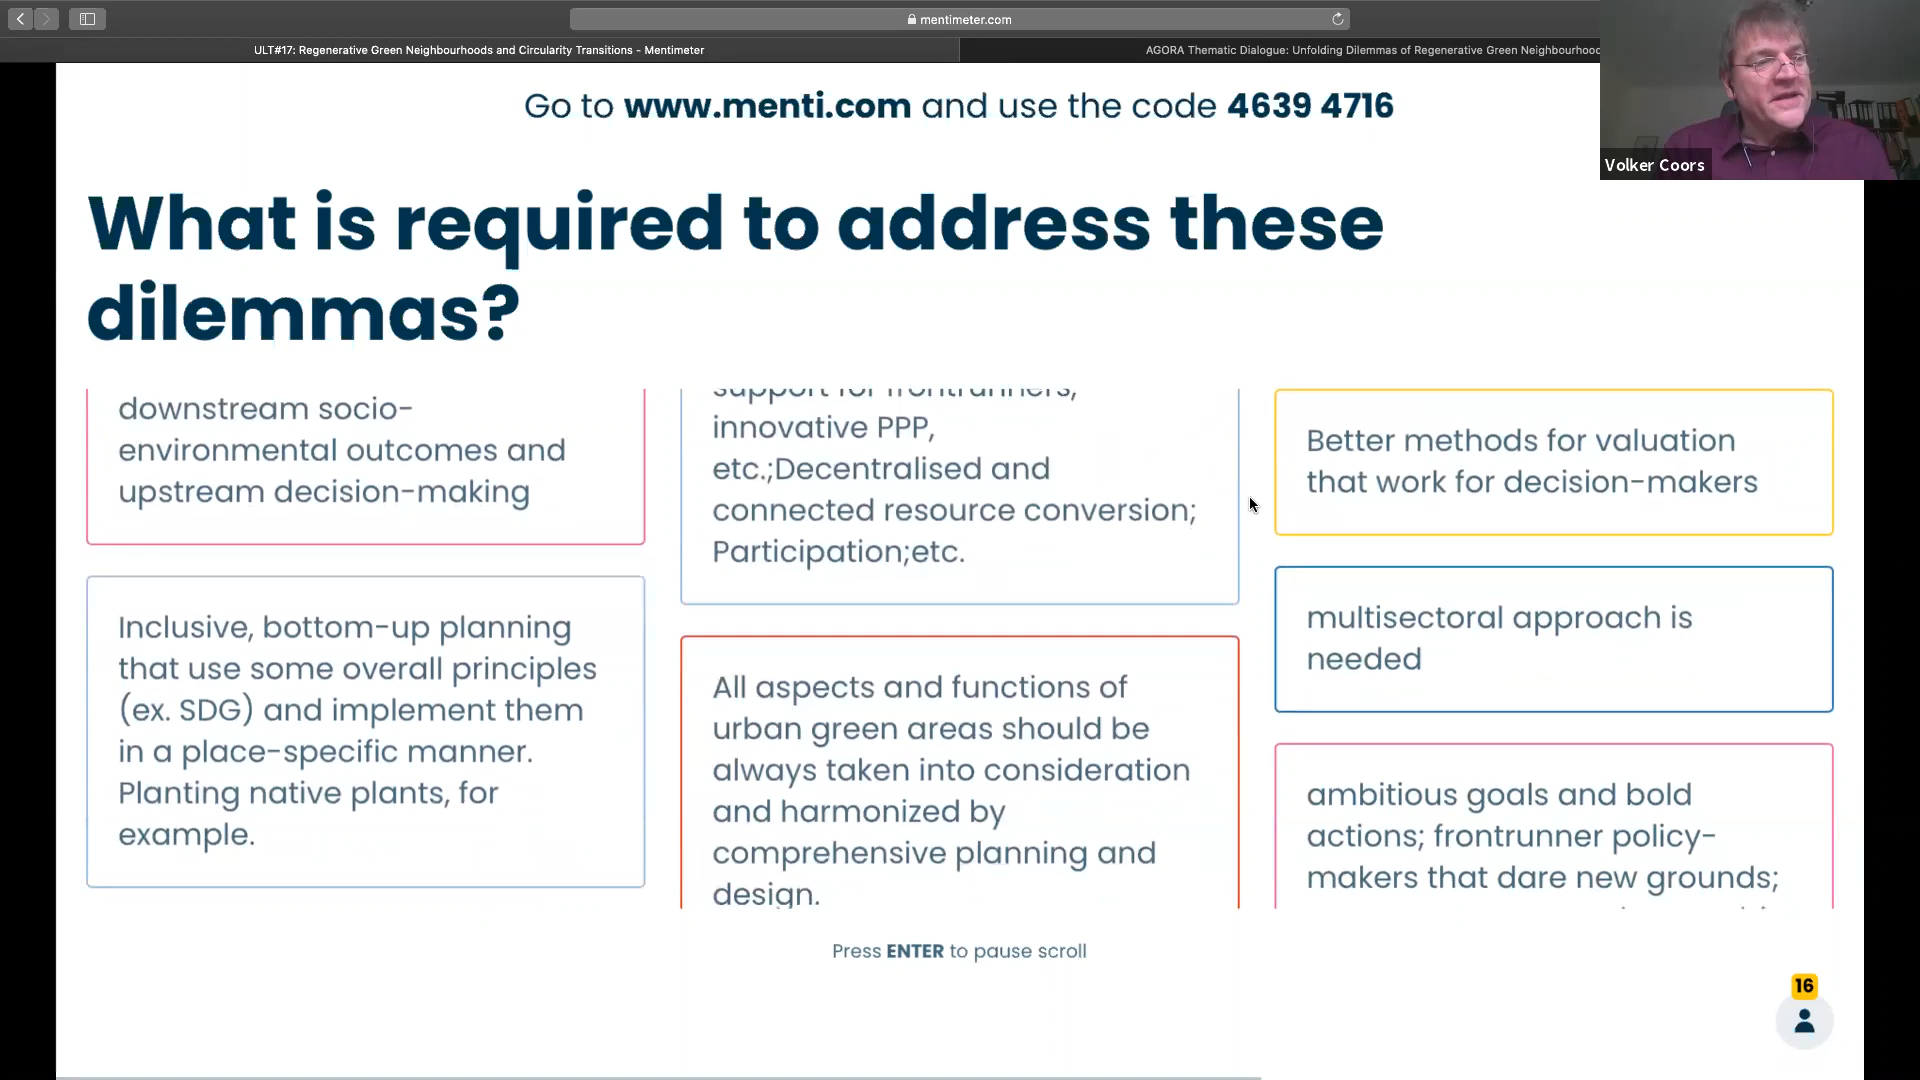 mentimeter.com
ULT#17: Regenerative Green Neighbourhoods and Circularity Transitions - Mentimeter
AGORA Thematic Dialogue: Unfolding Dilemmas of Regenerative Green Neighbourhoo
Go to www.menti.com and use the code 4639 4716
Volker Coors
What is required to address these
dilemmas?
downstream socio-
environmental outcomes and
upstream decision-making
Inclusive, bottom-up planning
that use some overall principles
(ex. SDG) and implement them
in a place-specific manner.
Planting native plants, for
example.
support for frontrunners,
innovative PPP,
etc.;Decentralised and
connected resource conversion;
Participation;etc.
All aspects and functions of
urban green areas should be
always taken into consideration
and harmonized by
comprehensive planning and
design.
Better methods for valuation
that work for decision-makers
multisectoral approach is
needed
ambitious goals and bold
actions; frontrunner policy-
makers that dare new grounds;
Press ENTER to pause scroll
16